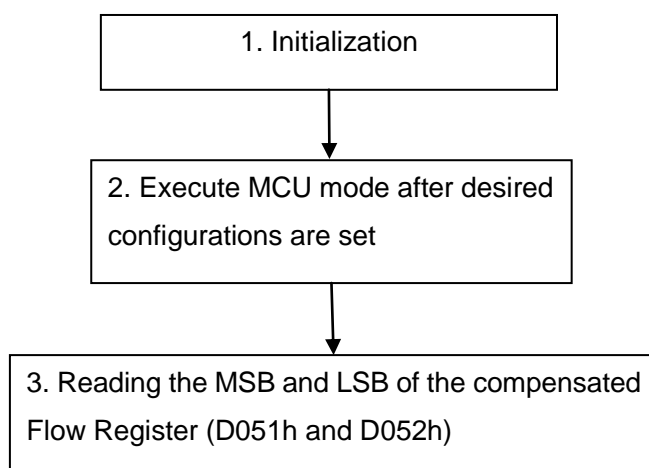 1. Initialization
2. Execute MCU mode after desired
configurations are set
3. Reading the MSB and LSB of the compensated
Flow Register (D051h and D052h)